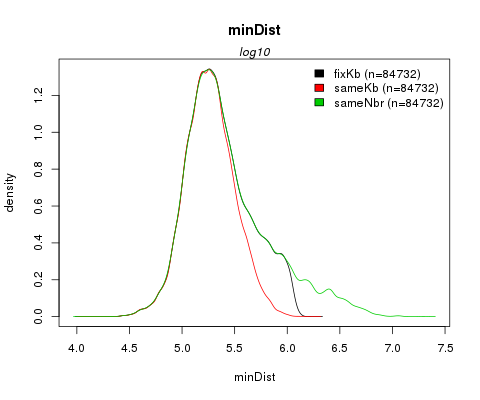 minDist
log10
fixKb (n=84732)
sameKb (n=84732)
sameNbr (n=84732)
density
0.0
0.2
0.4
0.6
0.8
1.0
1.2
4.0 4.5 5.0 5.5 6.0 6.5 7.0 7.5
minDist